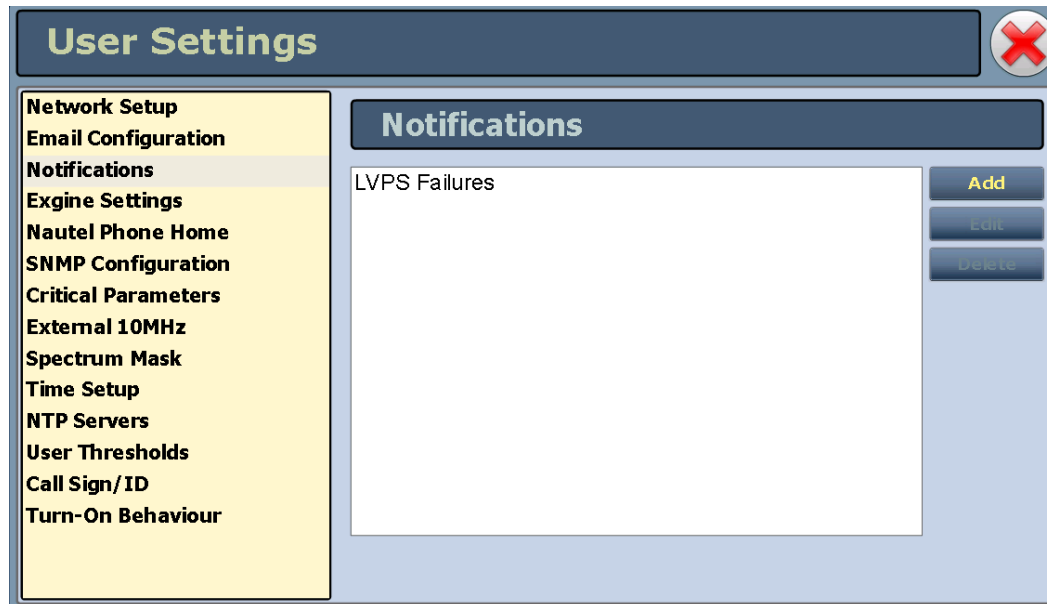 User Settings
Network Setup
Email Configuration
Notifications
Exgine Settings
Nautel Phone Home
SNMP Configuration
Critical Parameters
External 10MHz
Spectrum Mask
Time Setup
NTP Servers
User Thresholds
Call Sign/ID
Turn-On Behaviour
Notifications
LVPS Failures
Add
Edit
Delete